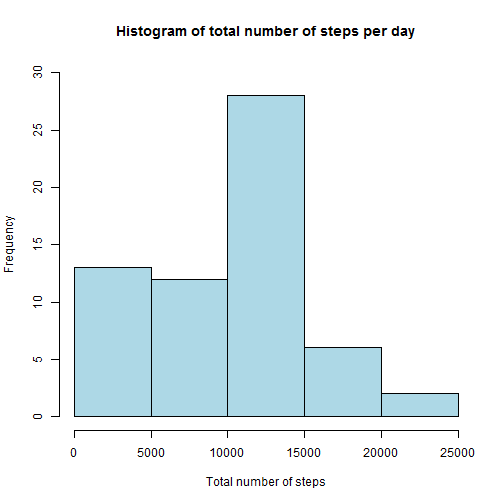 Histogram of total number of steps per day
Frequency
30
25
20
15
10
5
0
0 5000 10000 15000 20000 25000
Total number of steps